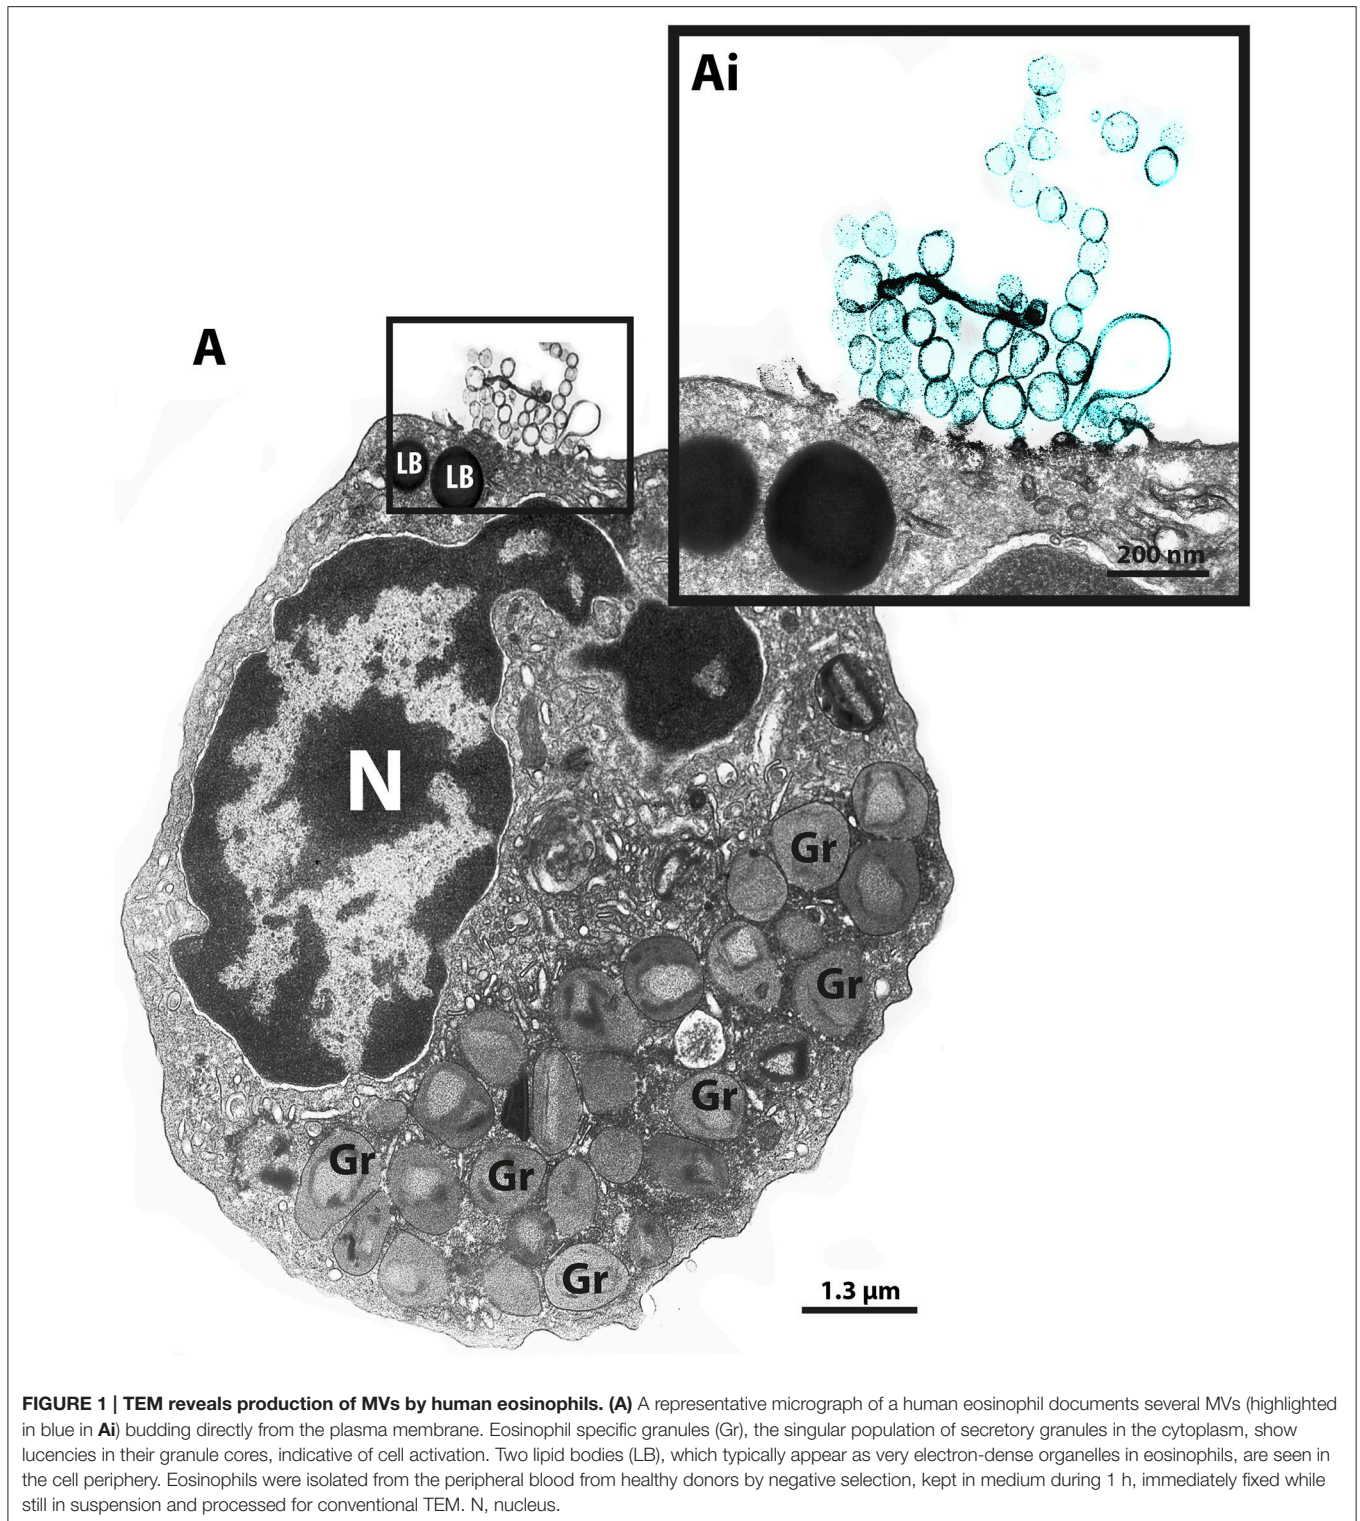 Ai
A
LB
LB
200 nm
N
Gr
Gr
Gr
Gr
Gr
Gr
1.3 µm
FIGURE 1 | TEM reveals production of MVs by human eosinophils. (A) A representative micrograph of a human eosinophil documents several MVs (highlighted
in blue in Ai) budding directly from the plasma membrane. Eosinophil specific granules (Gr), the singular population of secretory granules in the cytoplasm, show
lucencies in their granule cores, indicative of cell activation. Two lipid bodies (LB), which typically appear as very electron-dense organelles in eosinophils, are seen in
the cell periphery. Eosinophils were isolated from the peripheral blood from healthy donors by negative selection, kept in medium during 1 h, immediately fixed while
still in suspension and processed for conventional TEM. N, nucleus.